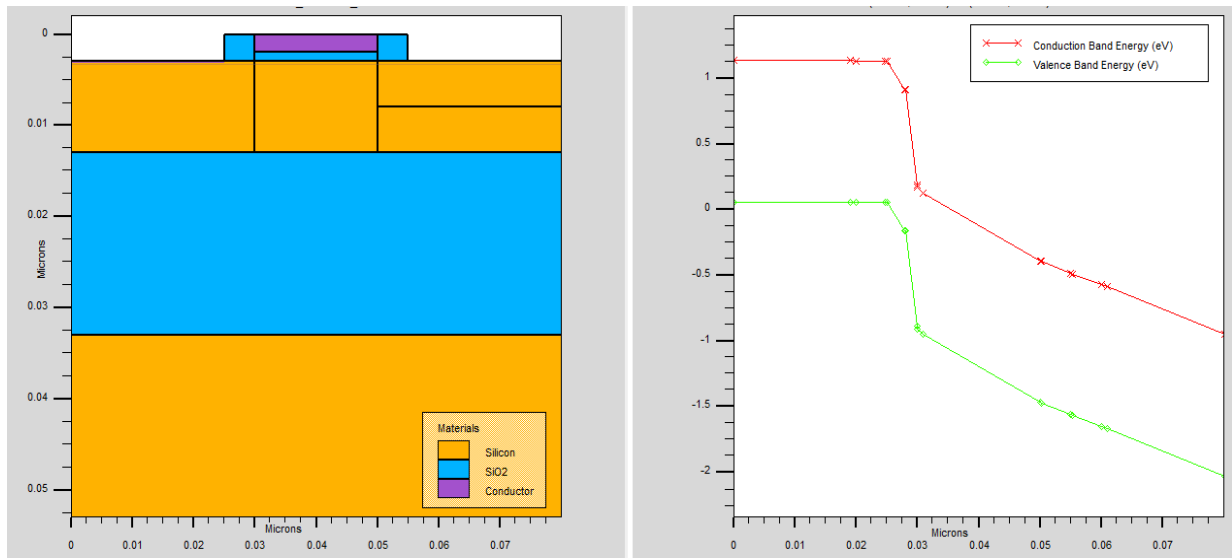 0
0.01
0.02
Microns
0.03
0.04
0.05
Materials
Silicon
SiO2
Conductor
Microns
0 0.01 0.02 0.03 0.04 0.05 0.06 0.07
Conduction Band Energy (eV)
Valence Band Energy (eV)
1
0.5
0
-0.5
-1
-1.5
-2
Microns
0 0.01 0.02 0.03 0.04 0.05 0.06 0.07